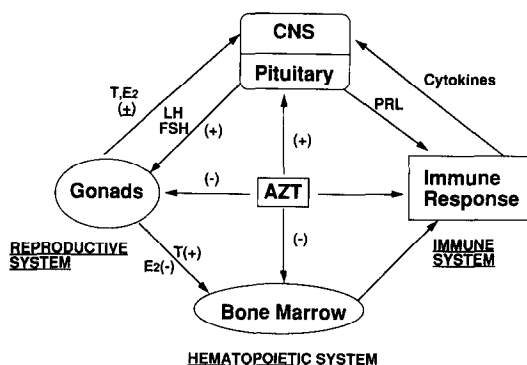 CNS
Pituitary
T,E2
(±)
LH
FSH
(+)
PRL
Cytokines
(+)
Gonads
(-)
AZT
Immune
Response
REPRODUCTIVE
SYSTEM
T(+)
E2(-)
(-)
IMMUNE
SYSTEM
Bone Marrow
HEMATOPOIETIC SYSTEM